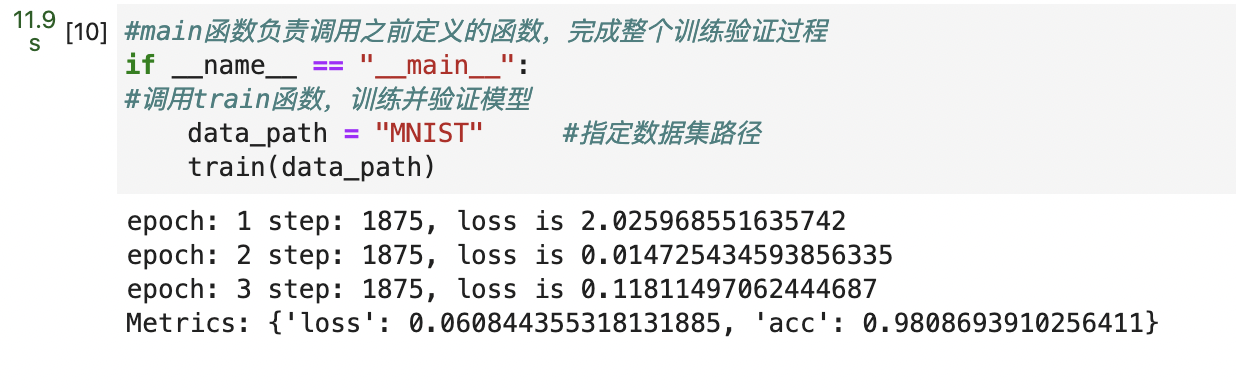 11.9
s
[10]
#main函数负责调用之前定义的函数，完成整个训练验证过程
if __name__ == "__main__":
#调用train函数，训练并验证模型
    data_path = "MNIST"     #指定数据集路径
    train(data_path)
epoch: 1 step: 1875, loss is 2.025968551635742
epoch: 2 step: 1875, loss is 0.014725434593856335
epoch: 3 step: 1875, loss is 0.11811497062444687
Metrics: {'loss': 0.060844355318131885, 'acc': 0.9808693910256411}